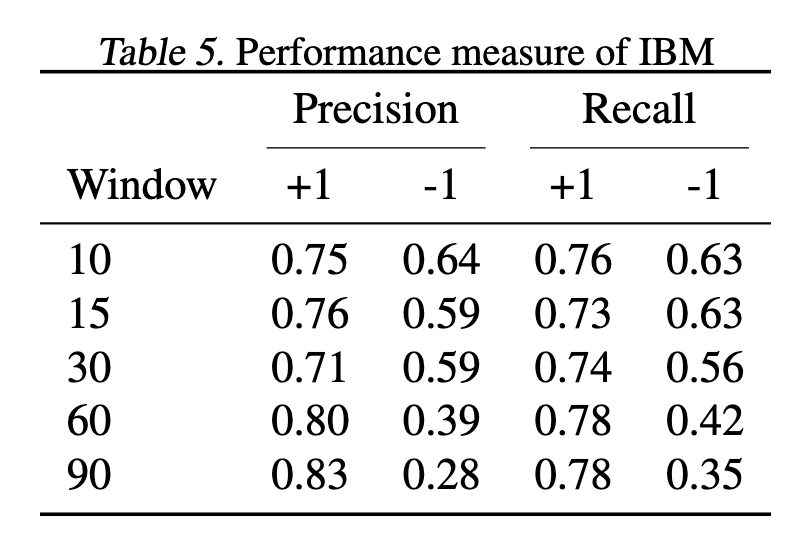 Table 5. Performance measure of IBM
Precision Recall
Window +1 -1 +1 -1
10 0.75 0.64 0.76 0.63
15 0.76 0.59 0.73 0.63
30 0.71 0.59 0.74 0.56
60 0.80 0.39 0.78 0.42
90 0.83 0.28 0.78 0.35